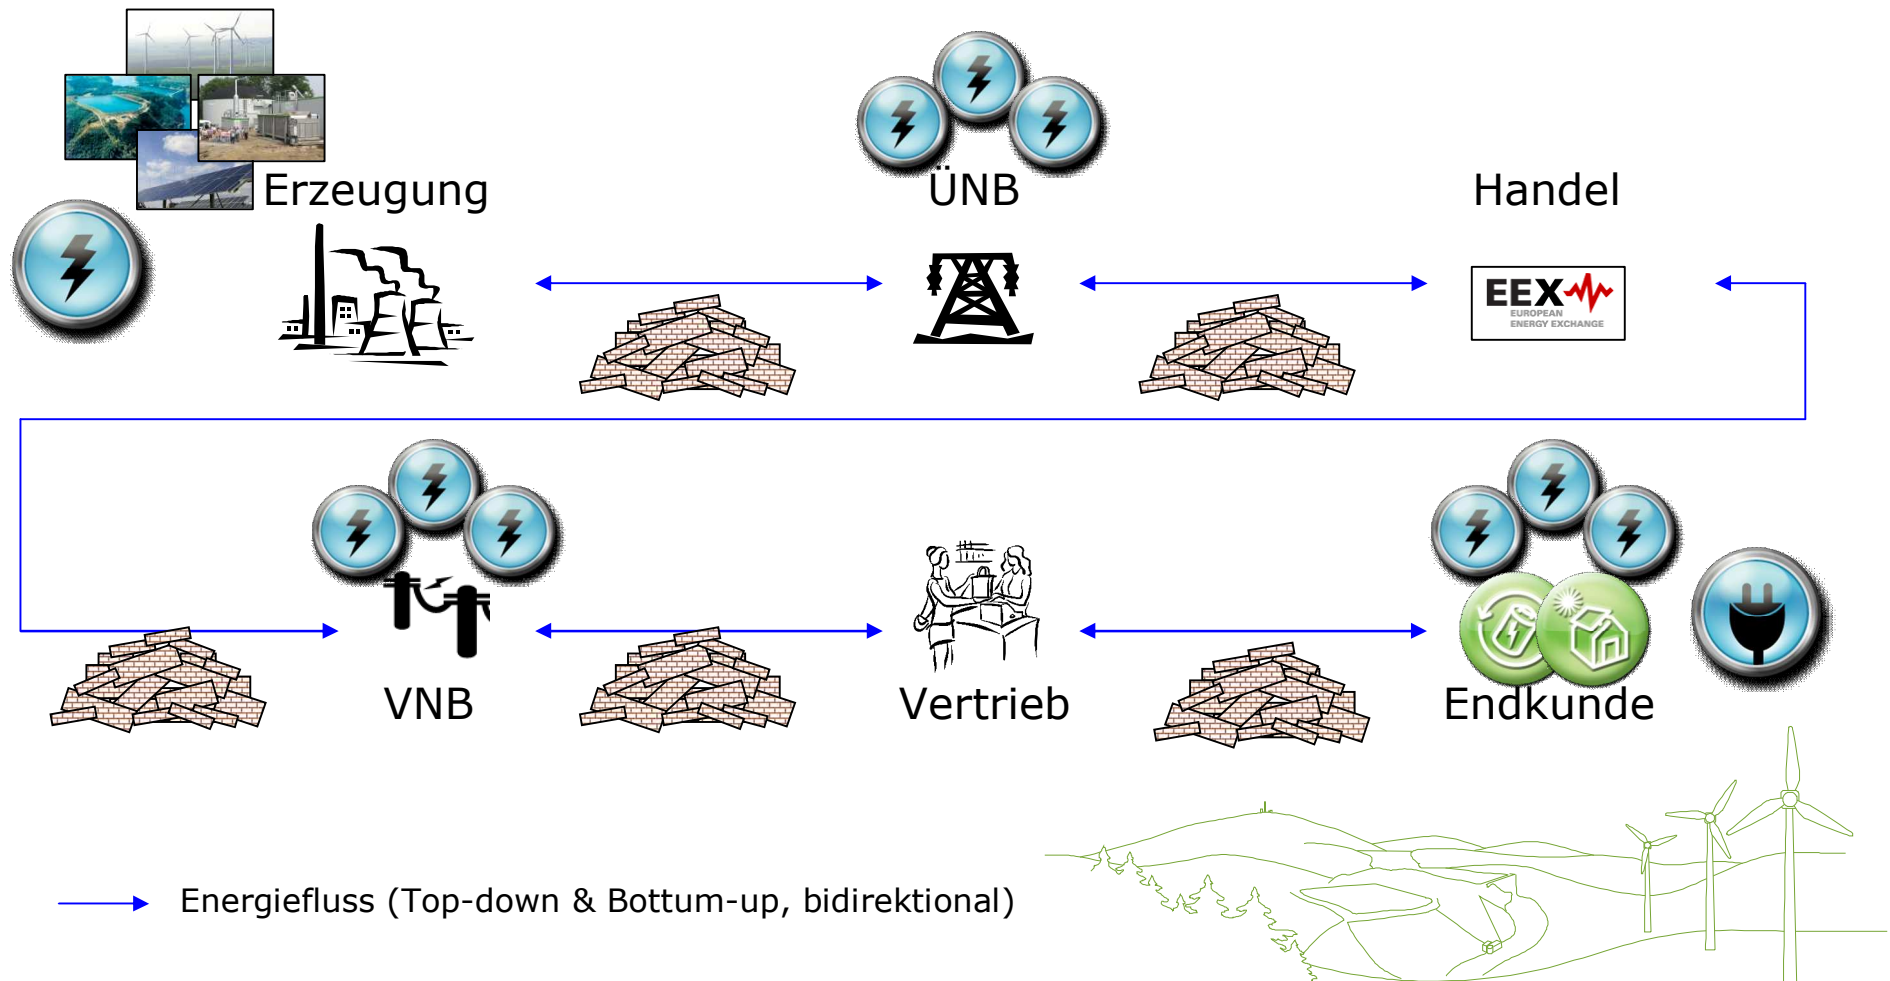 Erzeugung
ÜNB
Handel
EEX
EUROPEAN
ENERGY EXCHANGE
VNB
Vertrieb
Endkunde
Energiefluss (Top-down & Bottum-up, bidirektional)